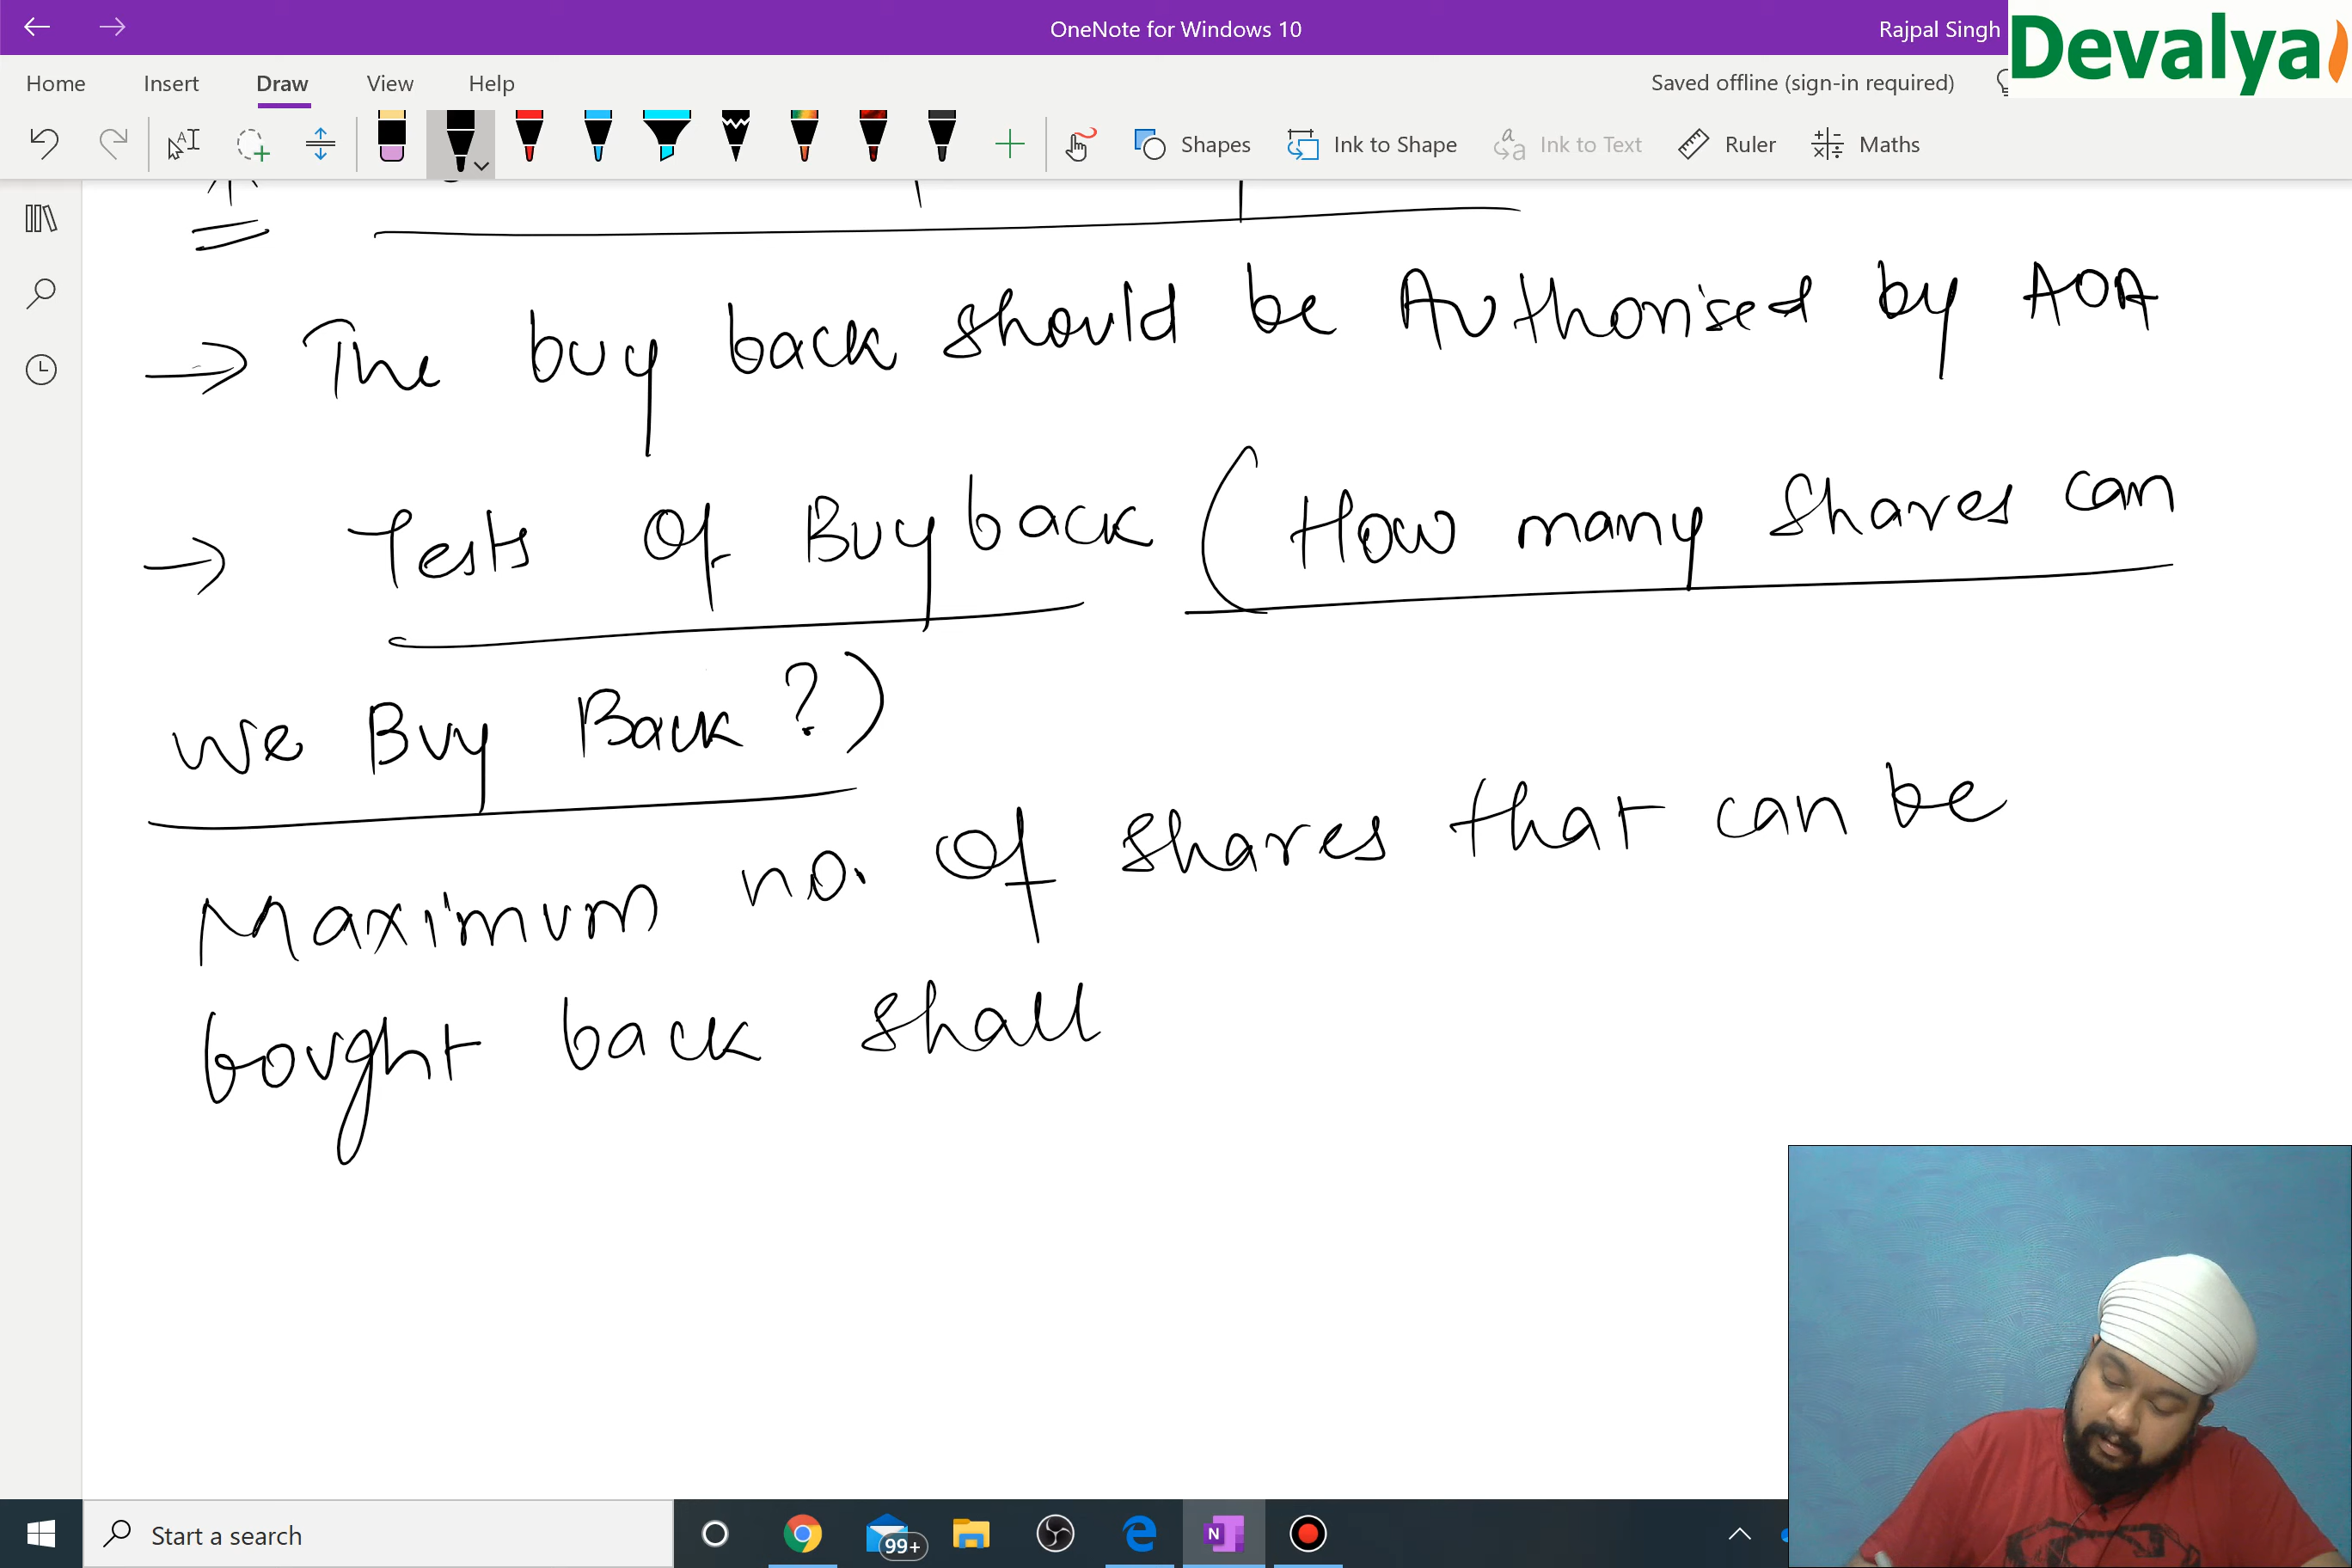 OneNote for Windows 10
Rajpal Singh
Devalya
Home Insert Draw View Help
Saved offline (sign-in required)
Shapes Ink to Shape Ink to Text Ruler Maths
→ The buy back should be Authorised by AOA
→ Tests of Buyback (How many shares can
we Buy Back?)
Maximum no. of shares that can be
bought back shall
Start a search
99+